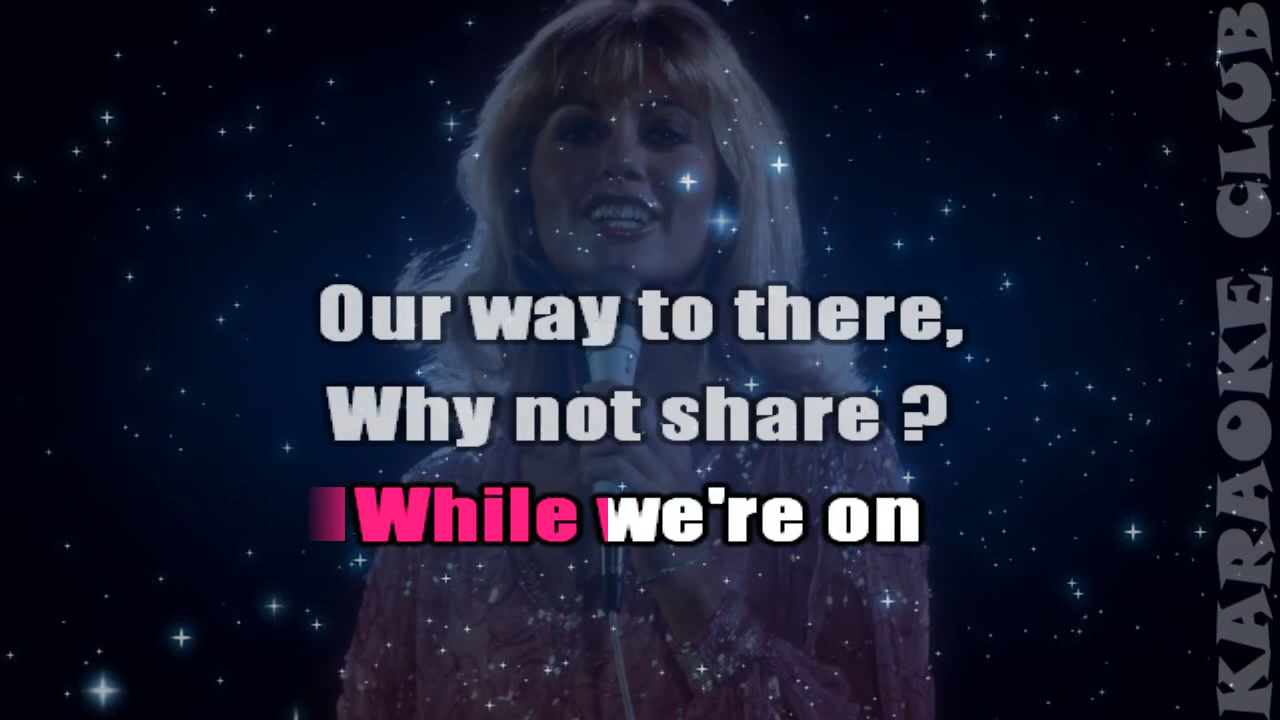 Our way to there,
Why not share ?
While we're on
KARAOKE CLUB